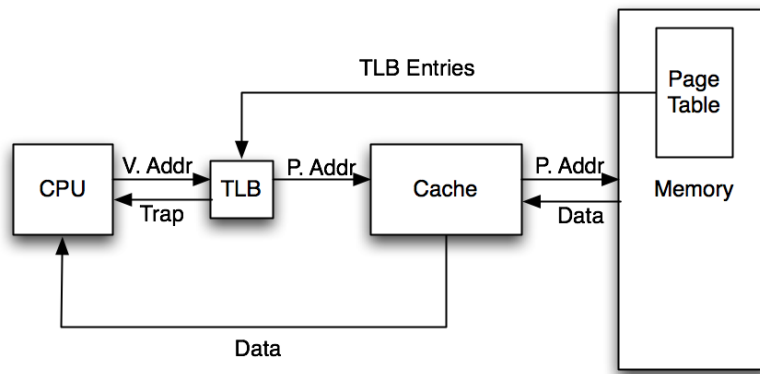 TLB Entries
Page
Table
V. Addr
P. Addr
P. Addr
CPU
TLB
Cache
Memory
Trap
Data
Data